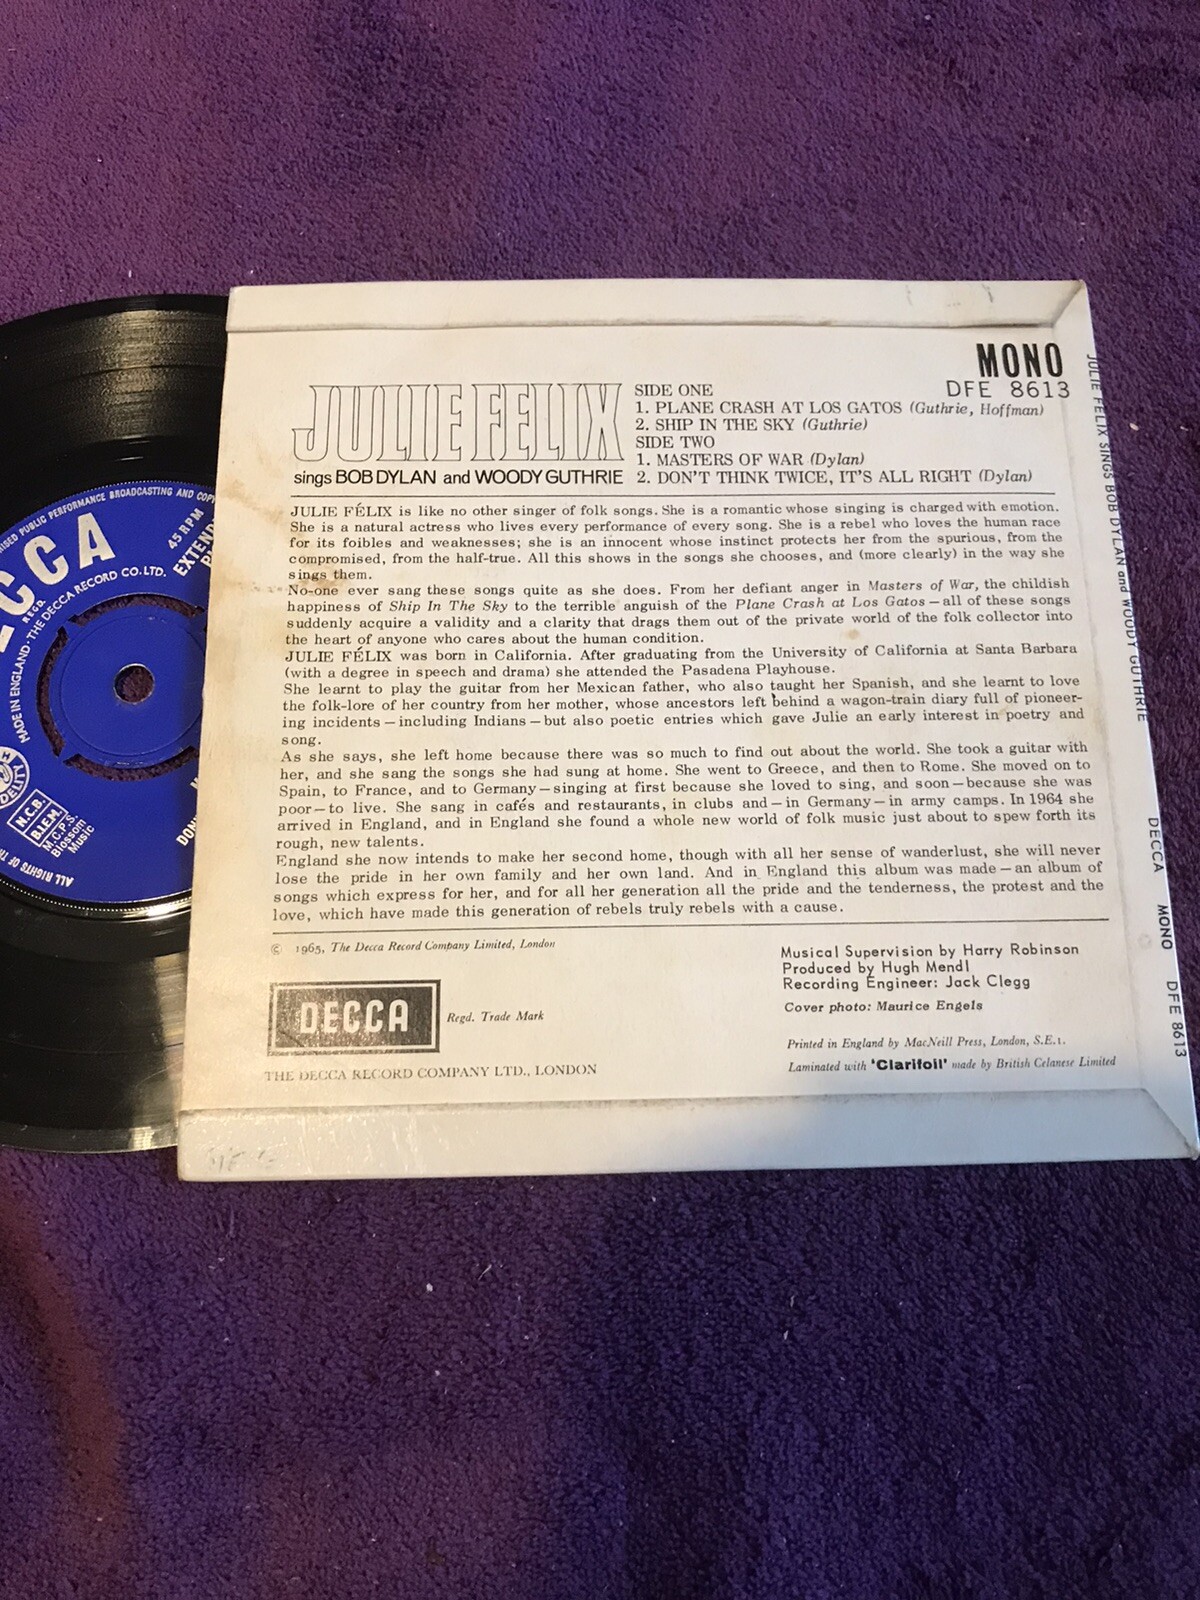 MONO
DFE 8613
JULIE FELIX
sings BOB DYLAN and WOODY GUTHRIE
SIDE ONE
1. PLANE CRASH AT LOS GATOS (Guthrie, Hoffman)
2. SHIP IN THE SKY (Guthrie)
SIDE TWO
1. MASTERS OF WAR (Dylan)
2. DON'T THINK TWICE, IT'S ALL RIGHT (Dylan)
JULIE FÉLIX is like no other singer of folk songs. She is a romantic whose singing is charged with emotion.
She is a natural actress who lives every performance of every song. She is a rebel who loves the human race
for its foibles and weaknesses; she is an innocent whose instinct protects her from the spurious, from the
compromised, from the half-true. All this shows in the songs she chooses, and (more clearly) in the way she
sings them.
No-one ever sang these songs quite as she does. From her defiant anger in Masters of War, the childish
happiness of Ship In The Sky to the terrible anguish of the Plane Crash at Los Gatos — all of these songs
suddenly acquire a validity and a clarity that drags them out of the private world of the folk collector into
the heart of anyone who cares about the human condition.
JULIE FÉLIX was born in California. After graduating from the University of California at Santa Barbara
(with a degree in speech and drama) she attended the Pasadena Playhouse.
She learnt to play the guitar from her Mexican father, who also taught her Spanish, and she learnt to love
the folk-lore of her country from her mother, whose ancestors left behind a wagon-train diary full of pioneer-
ing incidents — including Indians — but also poetic entries which gave Julie an early interest in poetry and
song.
As she says, she left home because there was so much to find out about the world. She took a guitar with
her, and she sang the songs she had sung at home. She went to Greece, and then to Rome. She moved on to
Spain, to France, and to Germany — singing at first because she loved to sing, and soon — because she was
poor — to live. She sang in cafés and restaurants, in clubs and — in Germany — in army camps. In 1964 she
arrived in England, and in England she found a whole new world of folk music just about to spew forth its
rough, new talents.
England she now intends to make her second home, though with all her sense of wanderlust, she will never
lose the pride in her own family and her own land. And in England this album was made — an album of
songs which express for her, and for all her generation all the pride and the tenderness, the protest and the
love, which have made this generation of rebels truly rebels with a cause.
© 1965, The Decca Record Company Limited, London
DECCA
Regd. Trade Mark
THE DECCA RECORD COMPANY LTD., LONDON
Musical Supervision by Harry Robinson
Produced by Hugh Mendl
Recording Engineer: Jack Clegg
Cover photo: Maurice Engels
Printed in England by MacNeill Press, London, S.E.1.
Laminated with 'Clarifoil' made by British Celanese Limited
JULIE FELIX SINGS BOB DYLAN and WOODY GUTHRIE DECCA MONO DFE 8613
PUBLIC PERFORMANCE BROADCASTING AND
CCA
REGD.
45 RPM
MADE IN ENGLAND · THE DECCA RECORD CO. LTD.
N.C.B.
B.I.E.M.
M.C.P.S.
Blossom
Music
ALL RIGHTS OF